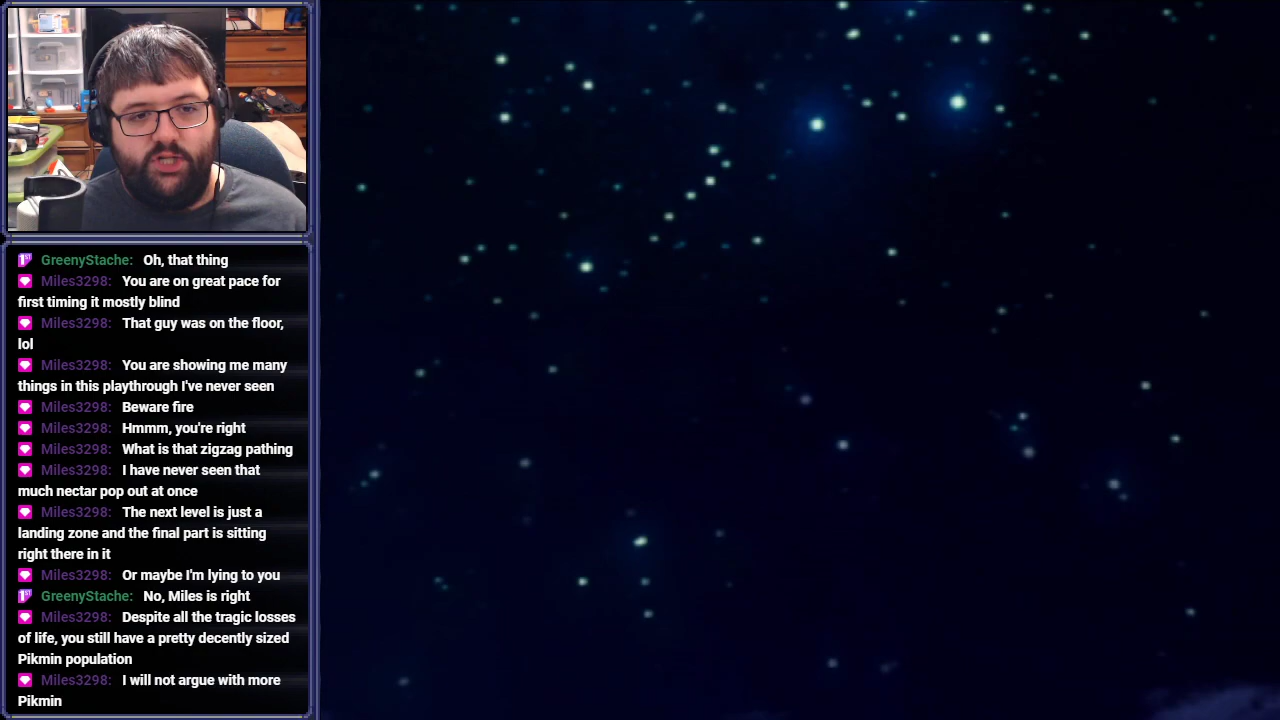 GreenyStache: Oh, that thing
Miles3298: You are on great pace for
first timing it mostly blind
Miles3298: That guy was on the floor,
lol
Miles3298: You are showing me many
things in this playthrough I've never seen
Miles3298: Beware fire
Miles3298: Hmmm, you're right
Miles3298: What is that zigzag pathing
Miles3298: I have never seen that
much nectar pop out at once
Miles3298: The next level is just a
landing zone and the final part is sitting
right there in it
Miles3298: Or maybe I'm lying to you
GreenyStache: No, Miles is right
Miles3298: Despite all the tragic losses
of life, you still have a pretty decently sized
Pikmin population
Miles3298: I will not argue with more
Pikmin